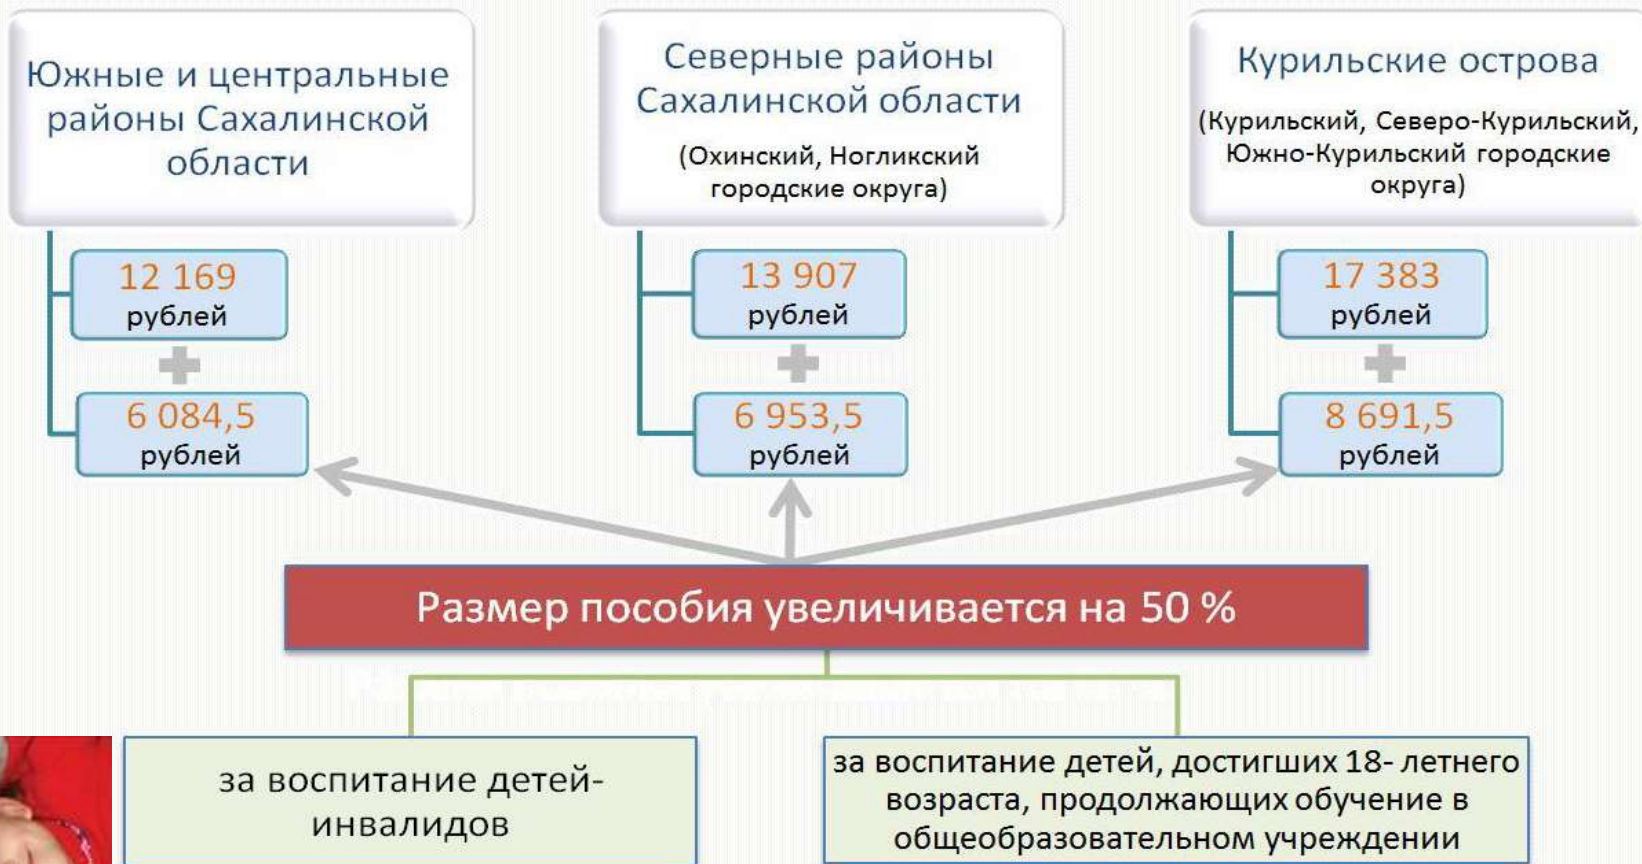 Южные и центральные
районы Сахалинской
области
Северные районы
Сахалинской области
(Охинский, Ногликский
городские округа)
Курильские острова
(Курильский, Северо-Курильский,
Южно-Курильский городские
округа)
12 169
рублей
6 084,5
рублей
13 907
рублей
6 953,5
рублей
17 383
рублей
8 691,5
рублей
Размер пособия увеличивается на 50 %
за воспитание детей-
инвалидов
за воспитание детей, достигших 18- летнего
возраста, продолжающих обучение в
общеобразовательном учреждении